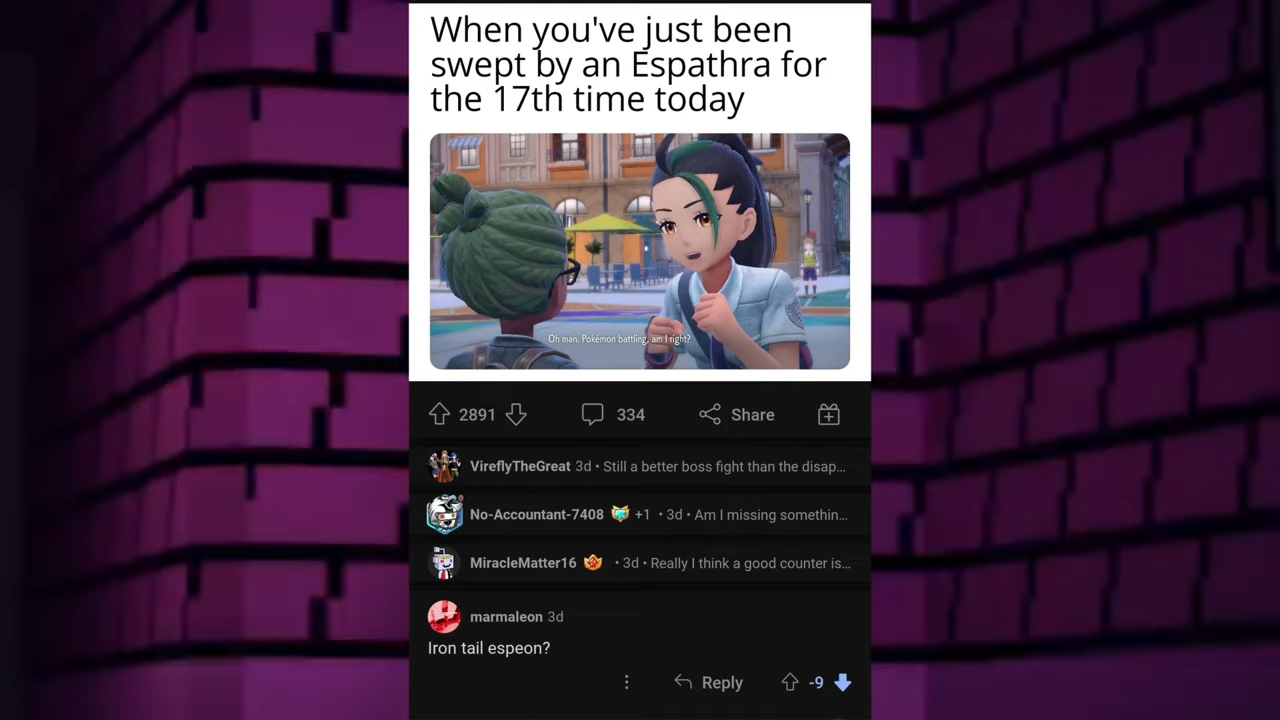 When you've just been
swept by an Espathra for
the 17th time today
Oh man. Pokémon battling, am I right?
2891 334 Share
VireflyTheGreat 3d • Still a better boss fight than the disap...
No-Accountant-7408 +1 • 3d • Am I missing somethin...
MiracleMatter16 • 3d • Really I think a good counter is...
marmaleon 3d
Iron tail espeon?
Reply -9